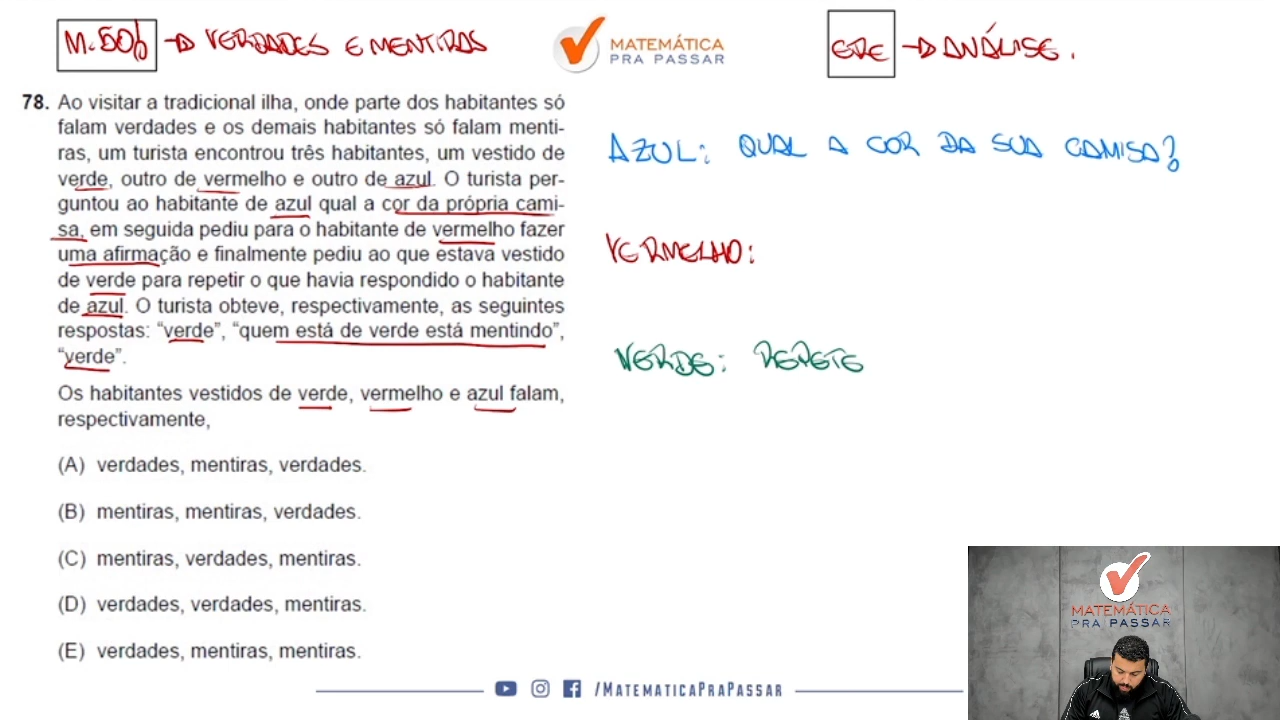 M.50% → VERDADES E MENTIRAS
MATEMÁTICA
PRA PASSAR
→ ANÁLISE.
78. Ao visitar a tradicional ilha, onde parte dos habitantes só
falam verdades e os demais habitantes só falam menti-
ras, um turista encontrou três habitantes, um vestido de
verde, outro de vermelho e outro de azul. O turista per-
guntou ao habitante de azul qual a cor da própria cami-
sa, em seguida pediu para o habitante de vermelho fazer
uma afirmação e finalmente pediu ao que estava vestido
de verde para repetir o que havia respondido o habitante
de azul. O turista obteve, respectivamente, as seguintes
respostas: “verde”, “quem está de verde está mentindo”,
“verde”.
Os habitantes vestidos de verde, vermelho e azul falam,
respectivamente,
(A) verdades, mentiras, verdades.
(B) mentiras, mentiras, verdades.
(C) mentiras, verdades, mentiras.
(D) verdades, verdades, mentiras.
(E) verdades, mentiras, mentiras.
AZUL: QUAL A COR DA SUA CAMISA?
VERMELHO:
VERDE: REPETE
MATEMÁTICA
PRA PASSAR
/MATEMATICAPRAPASSAR